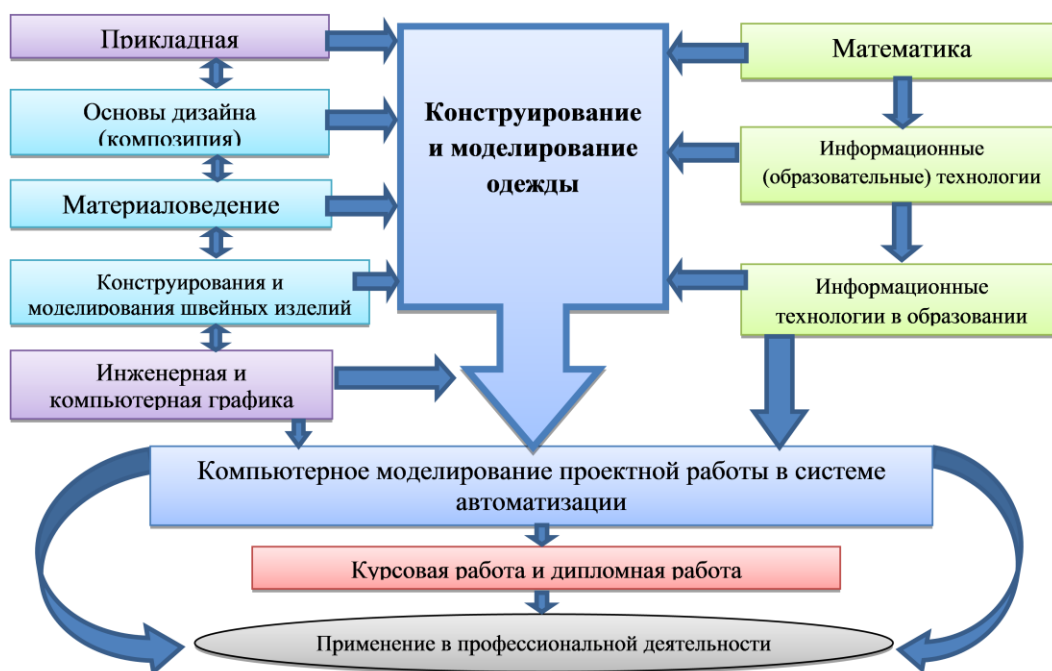 Прикладная
Основы дизайна
(композиция)
Материаловедение
Конструирования и
моделирования швейных изделий
Инженерная и
компьютерная графика
Конструирование
и моделирование
одежды
Математика
Информационные
(образовательные) технологии
Информационные
технологии в образовании
Компьютерное моделирование проектной работы в системе
автоматизации
Курсовая работа и дипломная работа
Применение в профессиональной деятельности